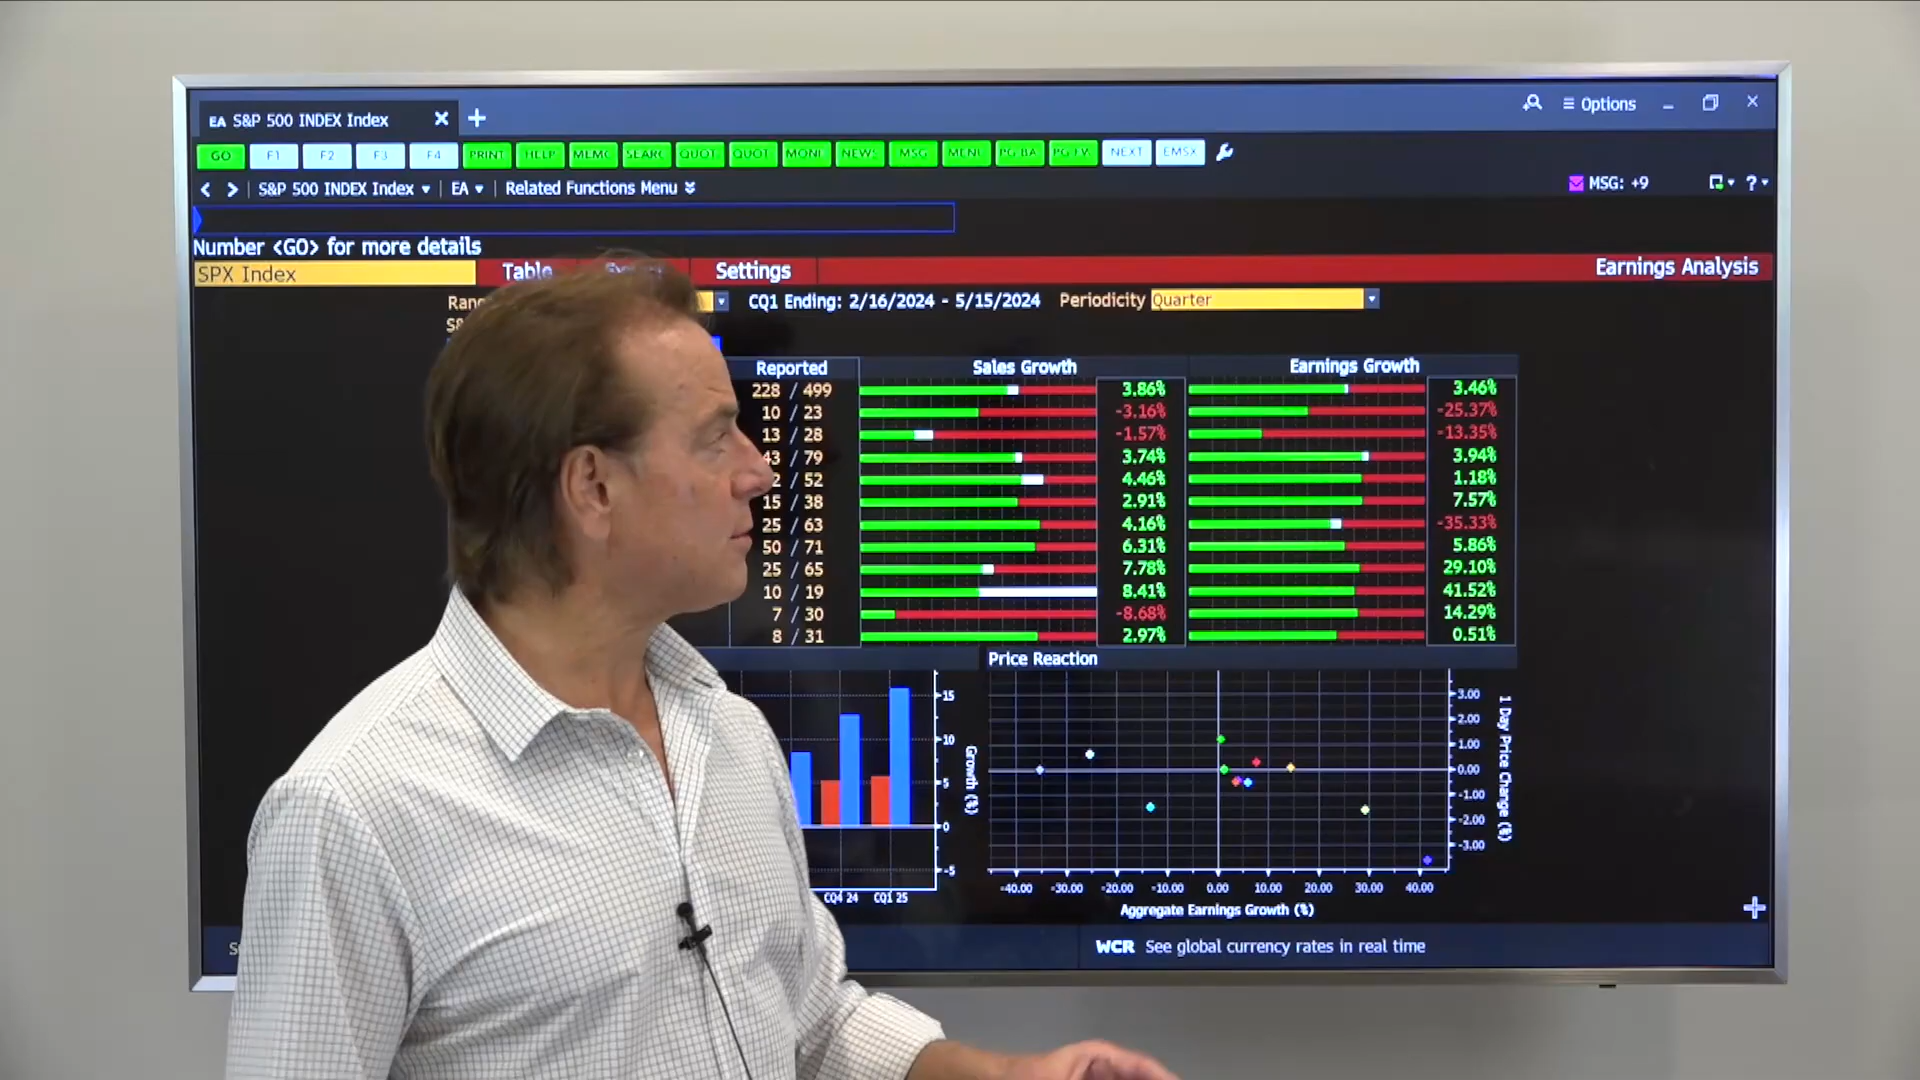 EA S&P 500 INDEX Index
Options
GO F1 F2 F3 F4 PRINT HELP MEMC SEARC QUOT QUOT MONI NEWS MSG MENU PG BA PG FV NEXT EMSX
S&P 500 INDEX Index EA Related Functions Menu MSG: +9 ?
Number <GO> for more details
SPX Index Table Settings Earnings Analysis
CQ1 Ending: 2/16/2024 - 5/15/2024 Periodicity Quarter
Reported Sales Growth Earnings Growth
228 / 499 3.86% 3.46%
10 / 23 -3.16% -25.37%
13 / 28 -1.57% -13.35%
43 / 79 3.74% 3.94%
/ 52 4.46% 1.18%
15 / 38 2.91% 7.57%
25 / 63 4.16% -35.33%
50 / 71 6.31% 5.86%
25 / 65 7.78% 29.10%
10 / 19 8.41% 41.52%
7 / 30 -8.68% 14.29%
8 / 31 2.97% 0.51%
Price Reaction
15
10
5
0
-5
Growth (%)
CQ4 24 CQ1 25
3.00
2.00
1.00
0.00
-1.00
-2.00
-3.00
1 Day Price Change (%)
-40.00 -30.00 -20.00 -10.00 0.00 10.00 20.00 30.00 40.00
Aggregate Earnings Growth (%)
WCR See global currency rates in real time